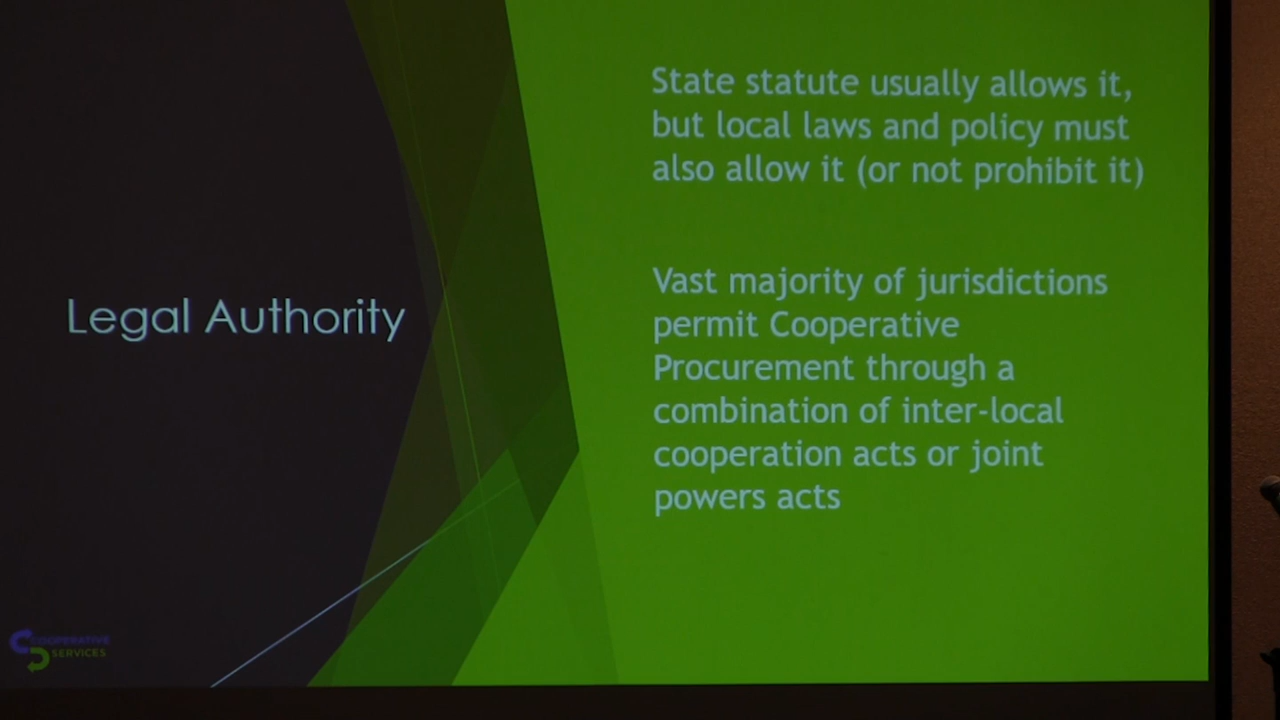 Legal Authority
State statute usually allows it,
but local laws and policy must
also allow it (or not prohibit it)
Vast majority of jurisdictions
permit Cooperative
Procurement through a
combination of inter-local
cooperation acts or joint
powers acts
COOPERATIVE
SERVICES